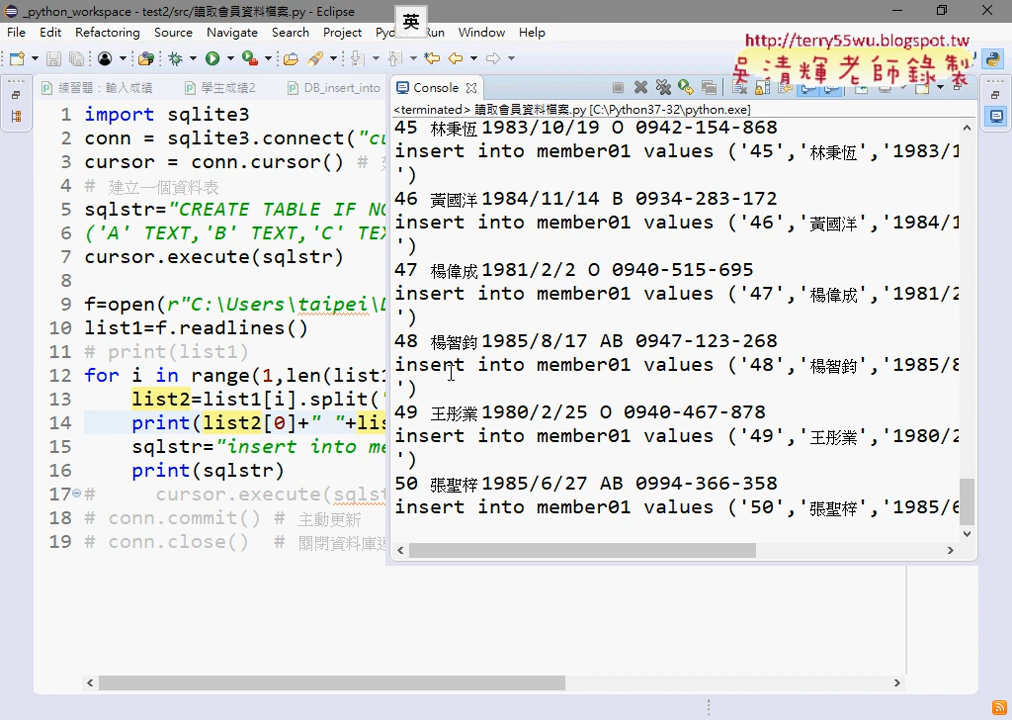 _python_workspace - test2/src/讀取會員資料檔案.py - Eclipse
英
File Edit Refactoring Source Navigate Search Project Run Window Help
http://terry55wu.blogspot.tw
吳清輝老師錄製
練習題：輸入成績 學生成績2 DB_insert_into Console
<terminated> 讀取會員資料檔案.py [C:\Python37-32\python.exe]
1 import sqlite3
2 conn = sqlite3.connect("cu
3 cursor = conn.cursor() #
4 # 建立一個資料表
5 sqlstr="CREATE TABLE IF NO
6 ('A' TEXT,'B' TEXT,'C' TEX
7 cursor.execute(sqlstr)
8
9 f=open(r"C:\Users\taipei\D
10 list1=f.readlines()
11 # print(list1)
12 for i in range(1,len(list1
13 list2=list1[i].split('
14 print(list2[0]+" "+lis
15 sqlstr="insert into me
16 print(sqlstr)
17 # cursor.execute(sqlst
18 # conn.commit() # 主動更新
19 # conn.close() # 關閉資料庫連
45 林秉恆 1983/10/19 O 0942-154-868
insert into member01 values ('45','林秉恆','1983/1
')
46 黃國洋 1984/11/14 B 0934-283-172
insert into member01 values ('46','黃國洋','1984/1
')
47 楊偉成 1981/2/2 O 0940-515-695
insert into member01 values ('47','楊偉成','1981/2
')
48 楊智鈞 1985/8/17 AB 0947-123-268
insert into member01 values ('48','楊智鈞','1985/8
')
49 王彤業 1980/2/25 O 0940-467-878
insert into member01 values ('49','王彤業','1980/2
')
50 張聖梓 1985/6/27 AB 0994-366-358
insert into member01 values ('50','張聖梓','1985/6